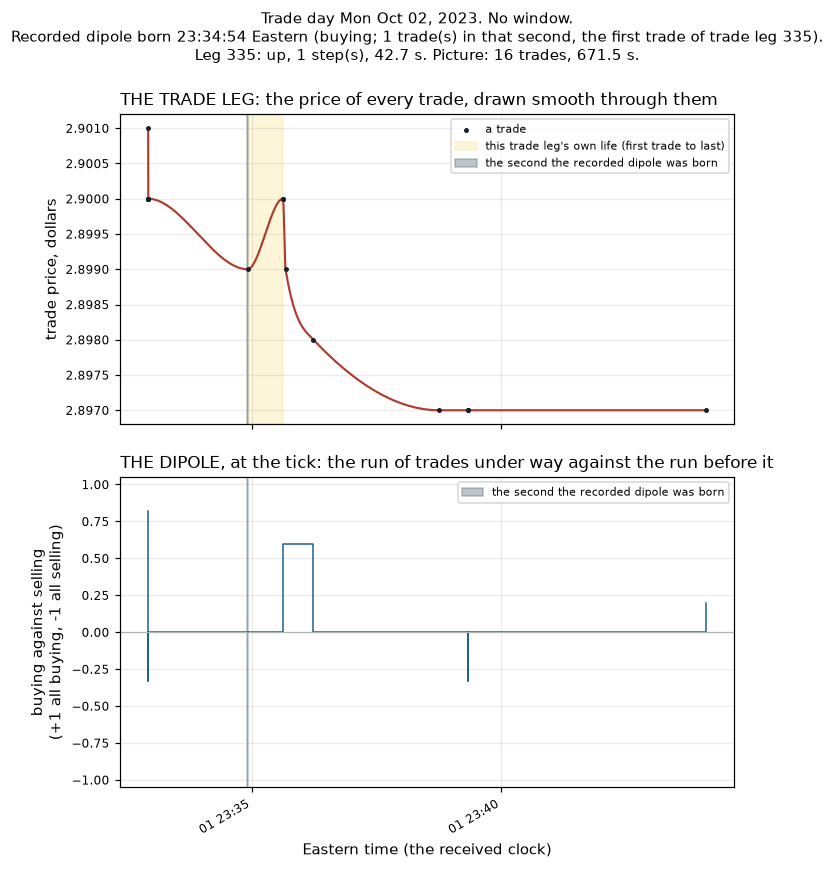 Trade day Mon Oct 02, 2023. No window.
Recorded dipole born 23:34:54 Eastern (buying; 1 trade(s) in that second, the first trade of trade leg 335).
Leg 335: up, 1 step(s), 42.7 s. Picture: 16 trades, 671.5 s.
THE TRADE LEG: the price of every trade, drawn smooth through them
a trade
this trade leg's own life (first trade to last)
the second the recorded dipole was born
trade price, dollars
2.9010
2.9005
2.9000
2.8995
2.8990
2.8985
2.8980
2.8975
2.8970
THE DIPOLE, at the tick: the run of trades under way against the run before it
the second the recorded dipole was born
buying against selling
(+1 all buying, -1 all selling)
1.00
0.75
0.50
0.25
0.00
−0.25
−0.50
−0.75
−1.00
01 23:35
01 23:40
Eastern time (the received clock)